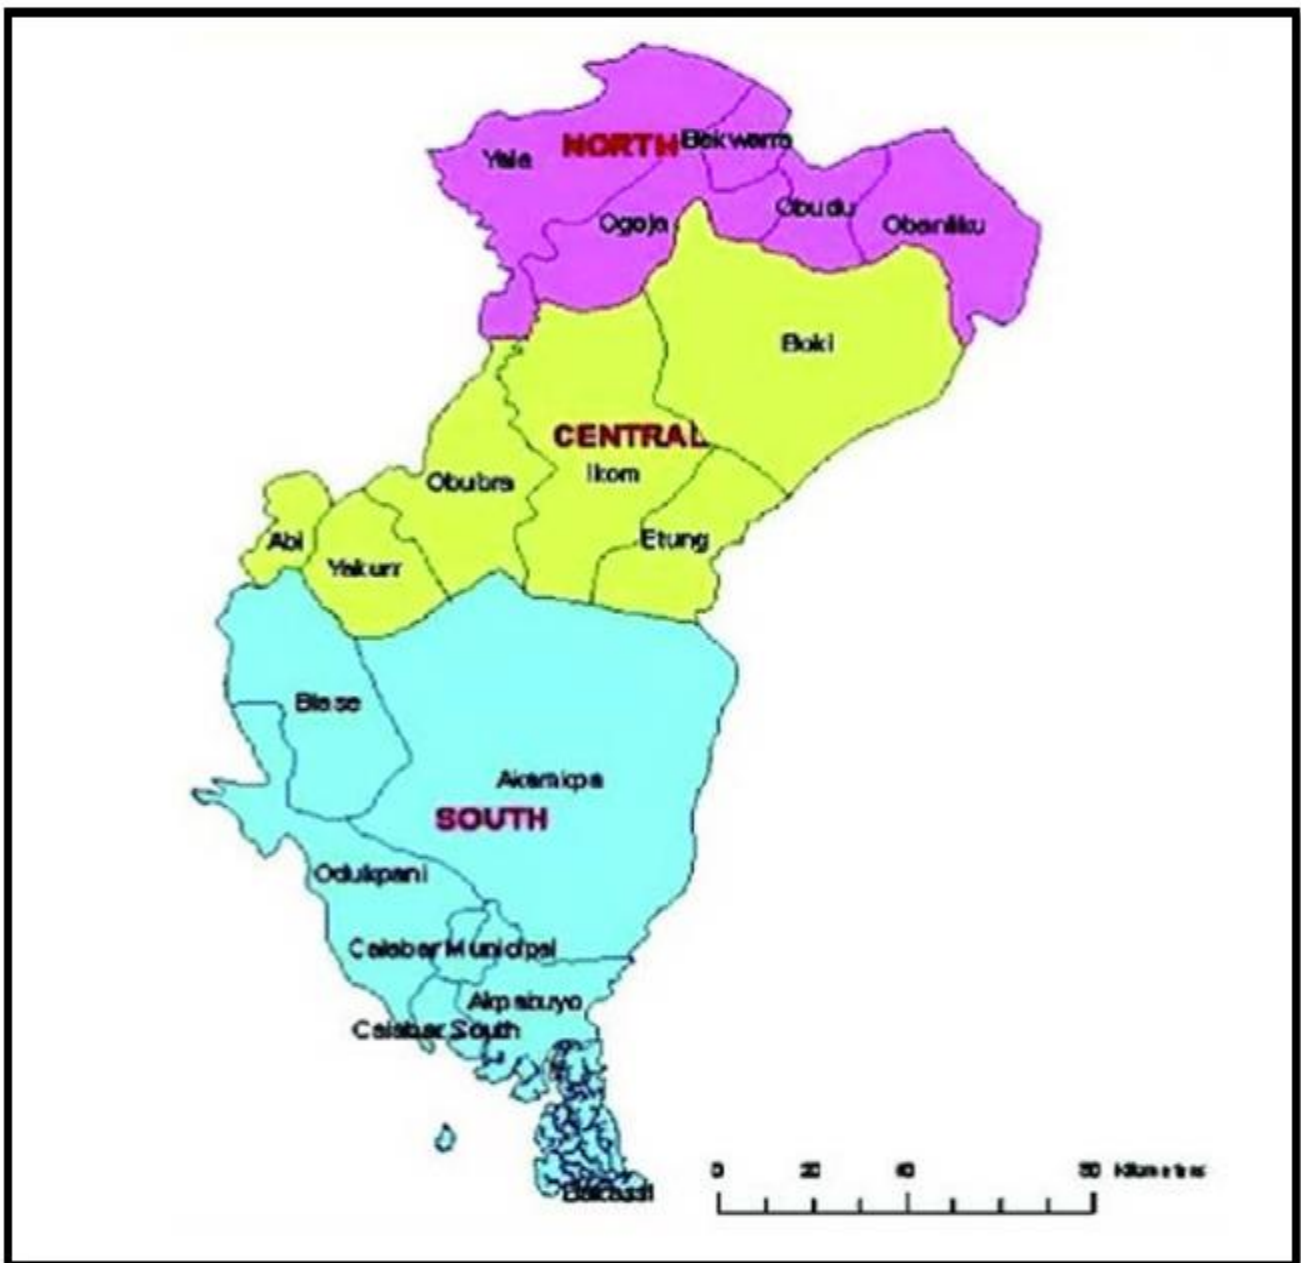 NORTH
Bekwarra
Yala
Obudu
Ogoja
Obanliku
Boki
CENTRAL
Ikom
Obubra
Etung
Abi
Yakurr
Biase
Akamkpa
SOUTH
Odukpani
Calabar Municipal
Akpabuyo
Calabar South
Bakassi
0 20 40 80 Kilometers